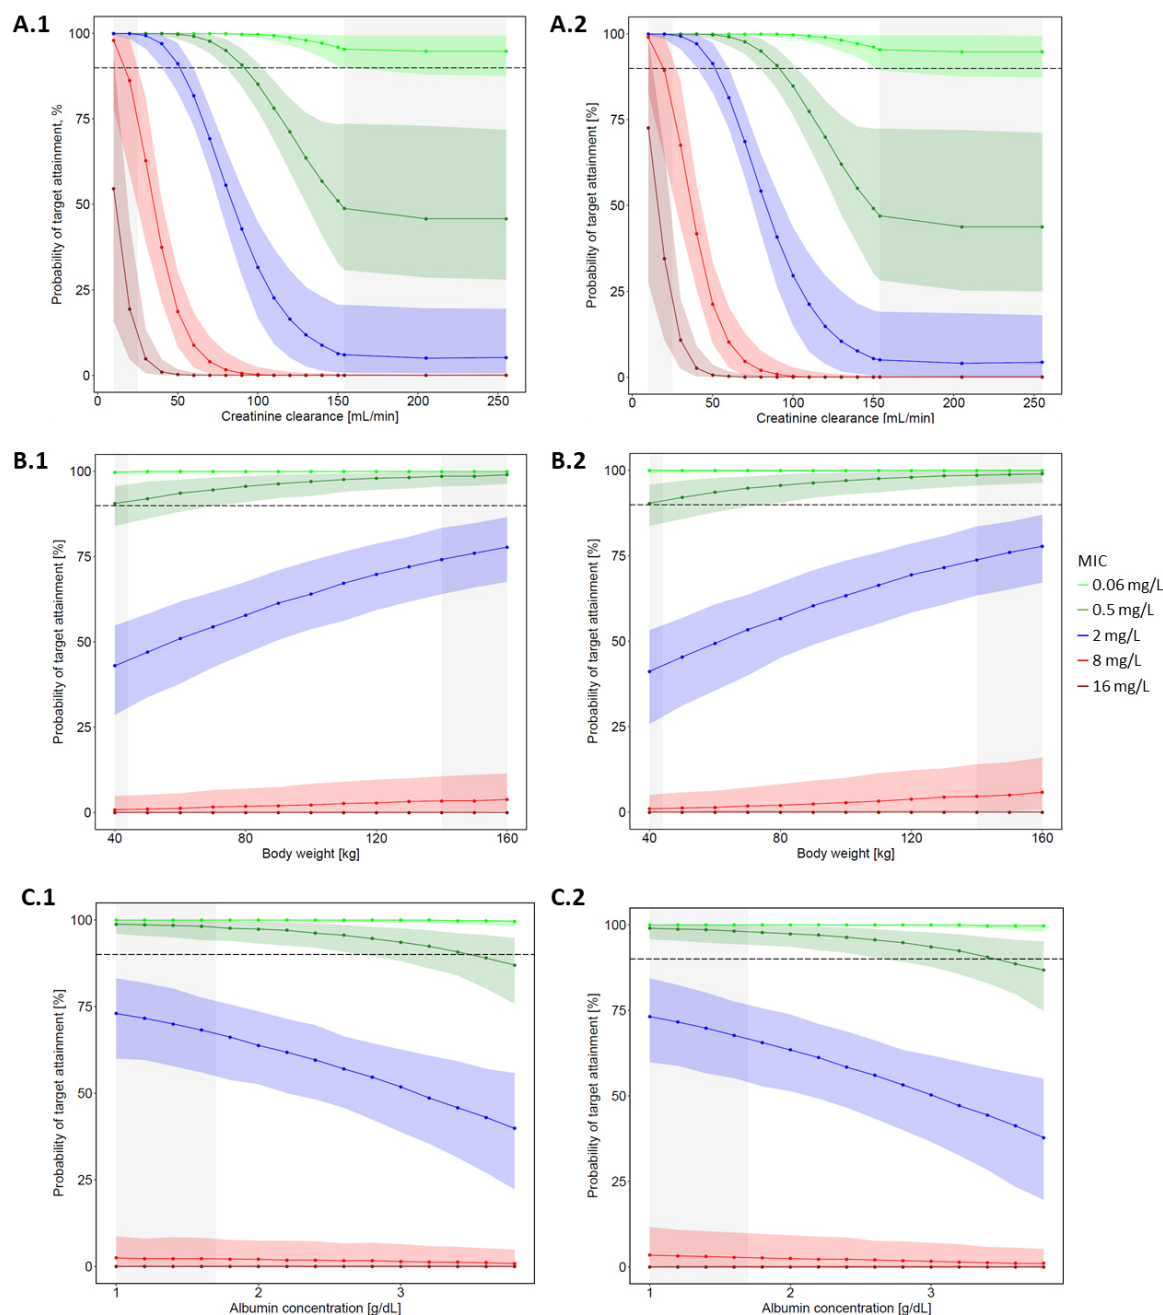 A.1
A.2
100
75
50
25
0
Probability of target attainment, %
0 50 100 150 200 250
Creatinine clearance [mL/min]
100
75
50
25
0
Probability of target attainment [%]
0 50 100 150 200 250
Creatinine clearance [mL/min]
B.1
B.2
100
75
50
25
0
Probability of target attainment [%]
40 80 120 160
Body weight [kg]
100
75
50
25
0
Probability of target attainment [%]
40 80 120 160
Body weight [kg]
MIC
0.06 mg/L
0.5 mg/L
2 mg/L
8 mg/L
16 mg/L
C.1
C.2
100
75
50
25
0
Probability of target attainment [%]
1 2 3
Albumin concentration [g/dL]
100
75
50
25
0
Probability of target attainment [%]
1 2 3
Albumin concentration [g/dL]